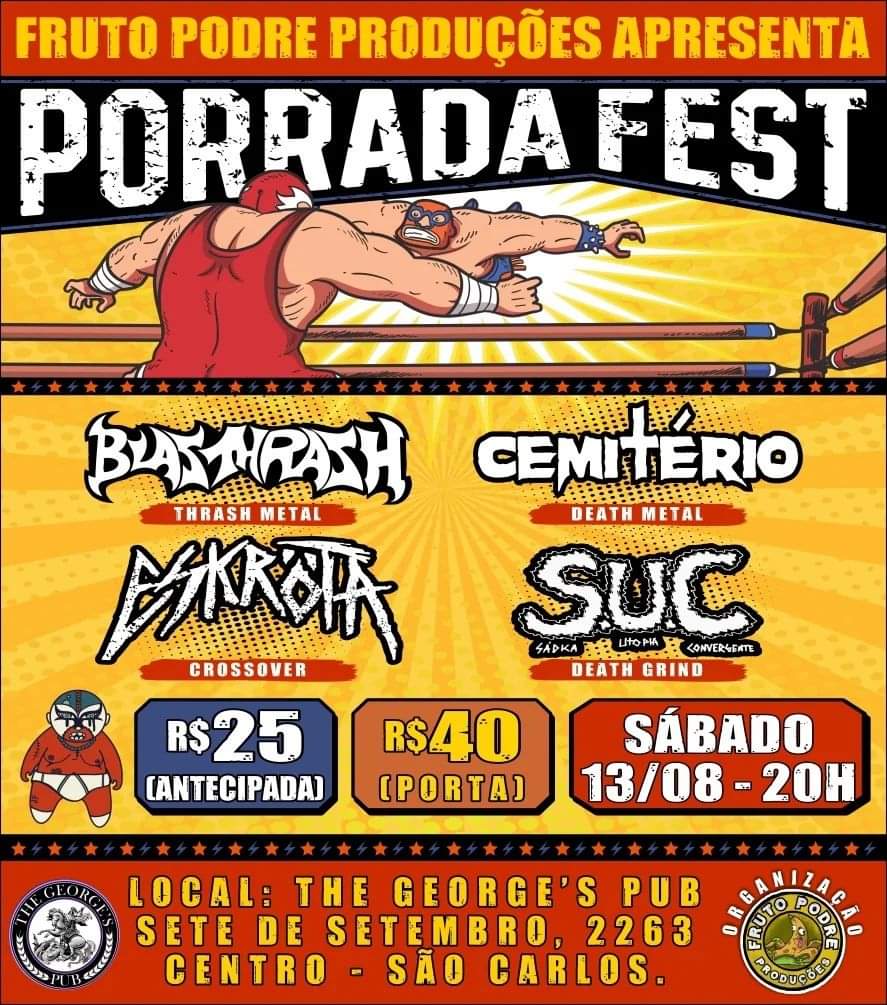 FRUTO PODRE PRODUÇÕES APRESENTA
PORRADA FEST
BLASTHRASH
THRASH METAL
CEMITÉRIO
DEATH METAL
ESKRÖTA
CROSSOVER
S.U.C
SÁDKA UTOPIA CONVERGENTE
DEATH GRIND
R$25
(ANTECIPADA)
R$40
(PORTA)
SÁBADO
13/08 - 20H
THE GEORGE'S
PUB
LOCAL: THE GEORGE'S PUB
SETE DE SETEMBRO, 2263
CENTRO - SÃO CARLOS.
ORGANIZAÇÃO
FRUTO PODRE
PRODUÇÕES